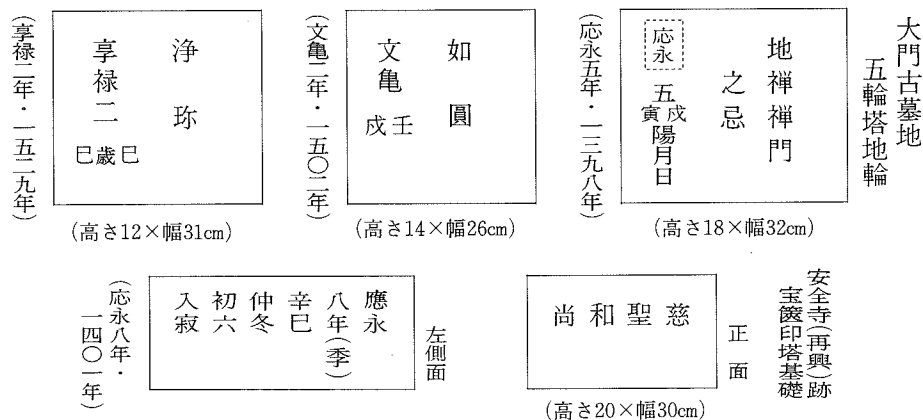 大門古墓地
五輪塔地輪
地禅禅門
之忌
応永五戊寅陽月日
(応永五年・一三九八年)
(高さ18×幅32cm)
如圓
文亀二壬戌
(文亀二年・一五〇二年)
(高さ14×幅26cm)
浄珎
享禄二巳歳巳
(享禄二年・一五二九年)
(高さ12×幅31cm)
安全寺(再興)跡
宝篋印塔基礎
正面
慈聖和尚
(高さ20×幅30cm)
左側面
應永
八年(季)
辛巳
仲冬
初六
入寂
(応永八年・
一四〇一年)